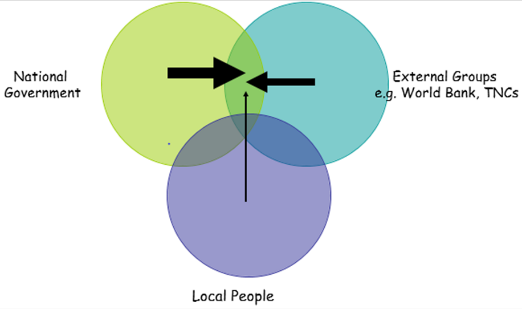 National
Government
External Groups
e.g. World Bank, TNCs
Local People